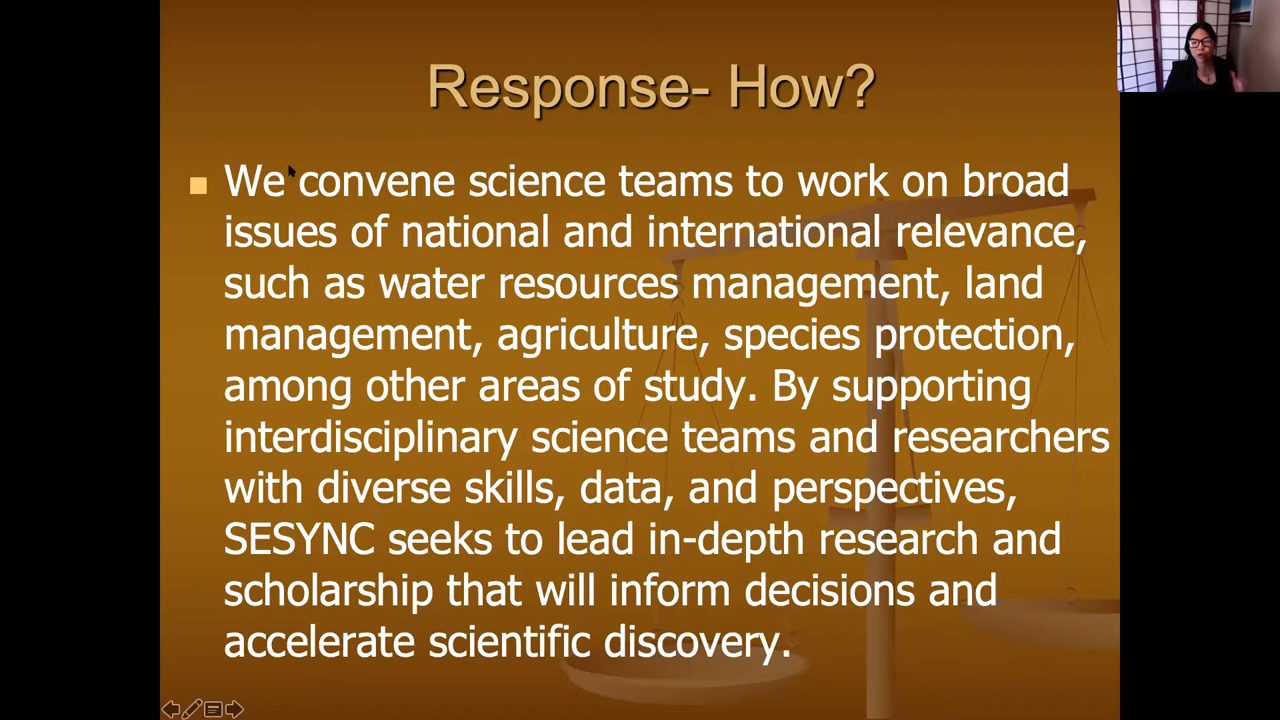 Response- How?
We convene science teams to work on broad
issues of national and international relevance,
such as water resources management, land
management, agriculture, species protection,
among other areas of study. By supporting
interdisciplinary science teams and researchers
with diverse skills, data, and perspectives,
SESYNC seeks to lead in-depth research and
scholarship that will inform decisions and
accelerate scientific discovery.